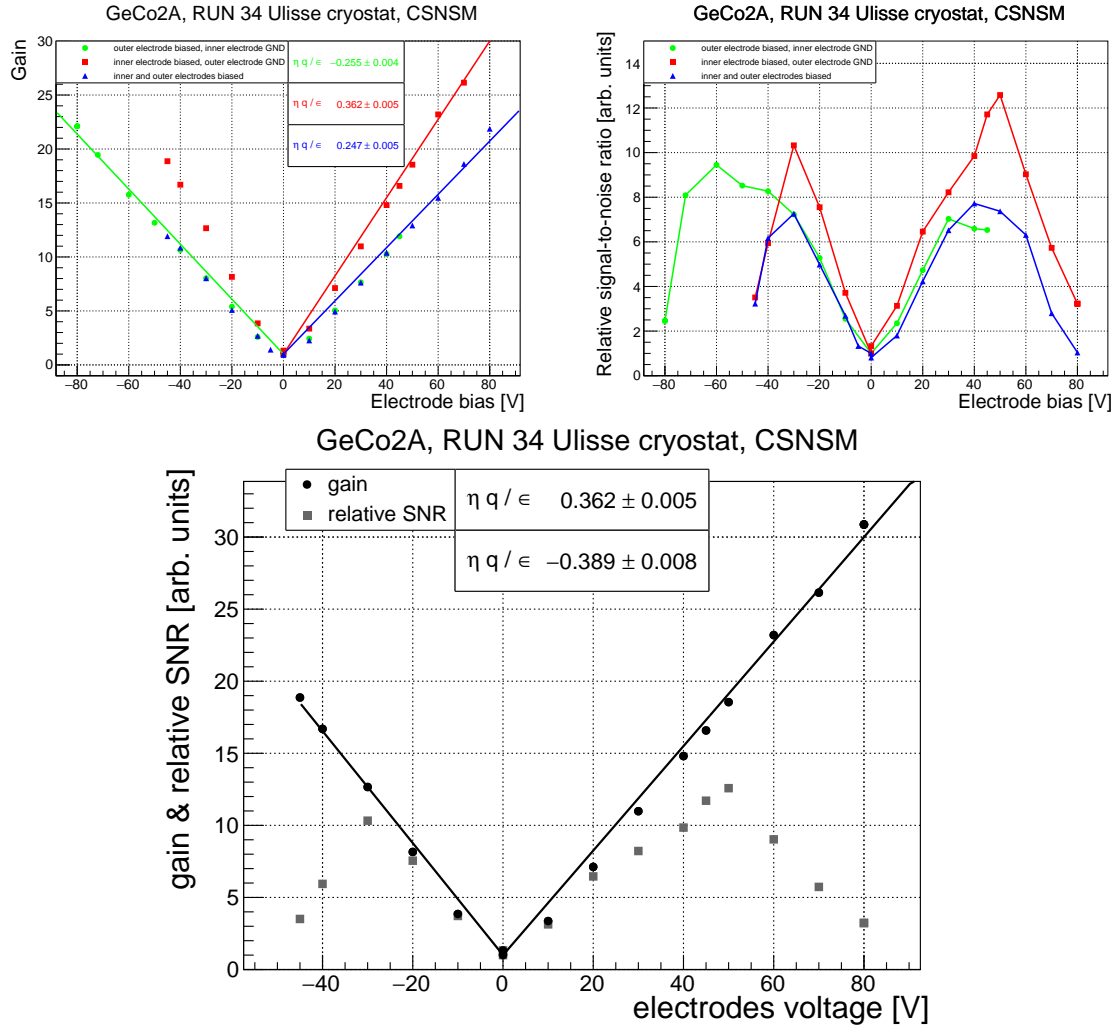 GeCo2A, RUN 34 Ulisse cryostat, CSNSM
Gain
30
25
20
15
10
5
0
outer electrode biased, inner electrode GND
inner electrode biased, outer electrode GND
inner and outer electrodes biased
η q / ∈ −0.255 ± 0.004
η q / ∈ 0.362 ± 0.005
η q / ∈ 0.247 ± 0.005
−80 −60 −40 −20 0 20 40 60 80
Electrode bias [V]
GeCo2A, RUN 34 Ulisse cryostat, CSNSM
Relative signal-to-noise ratio [arb. units]
14
12
10
8
6
4
2
0
outer electrode biased, inner electrode GND
inner electrode biased, outer electrode GND
inner and outer electrodes biased
−80 −60 −40 −20 0 20 40 60 80
Electrode bias [V]
GeCo2A, RUN 34 Ulisse cryostat, CSNSM
gain & relative SNR [arb. units]
30
25
20
15
10
5
0
gain
relative SNR
η q / ∈ 0.362 ± 0.005
η q / ∈ −0.389 ± 0.008
−40 −20 0 20 40 60 80
electrodes voltage [V]